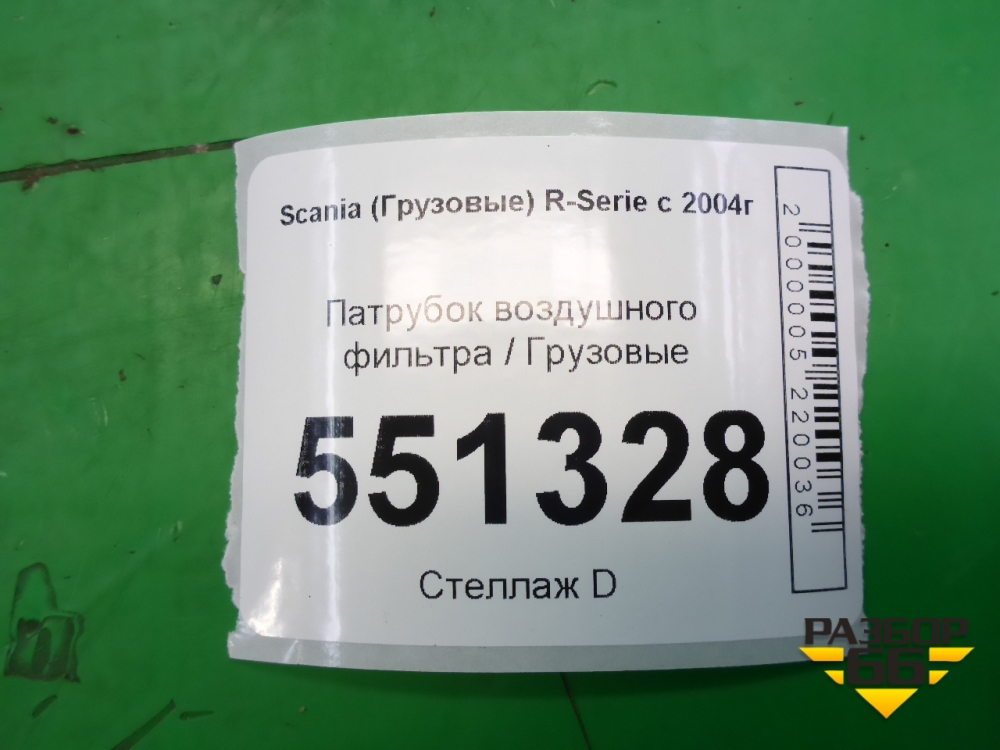 Scania (Грузовые) R-Serie с 2004г
Патрубок воздушного
фильтра / Грузовые
551328
Стеллаж D
2000005220036
РАЗБОР
66